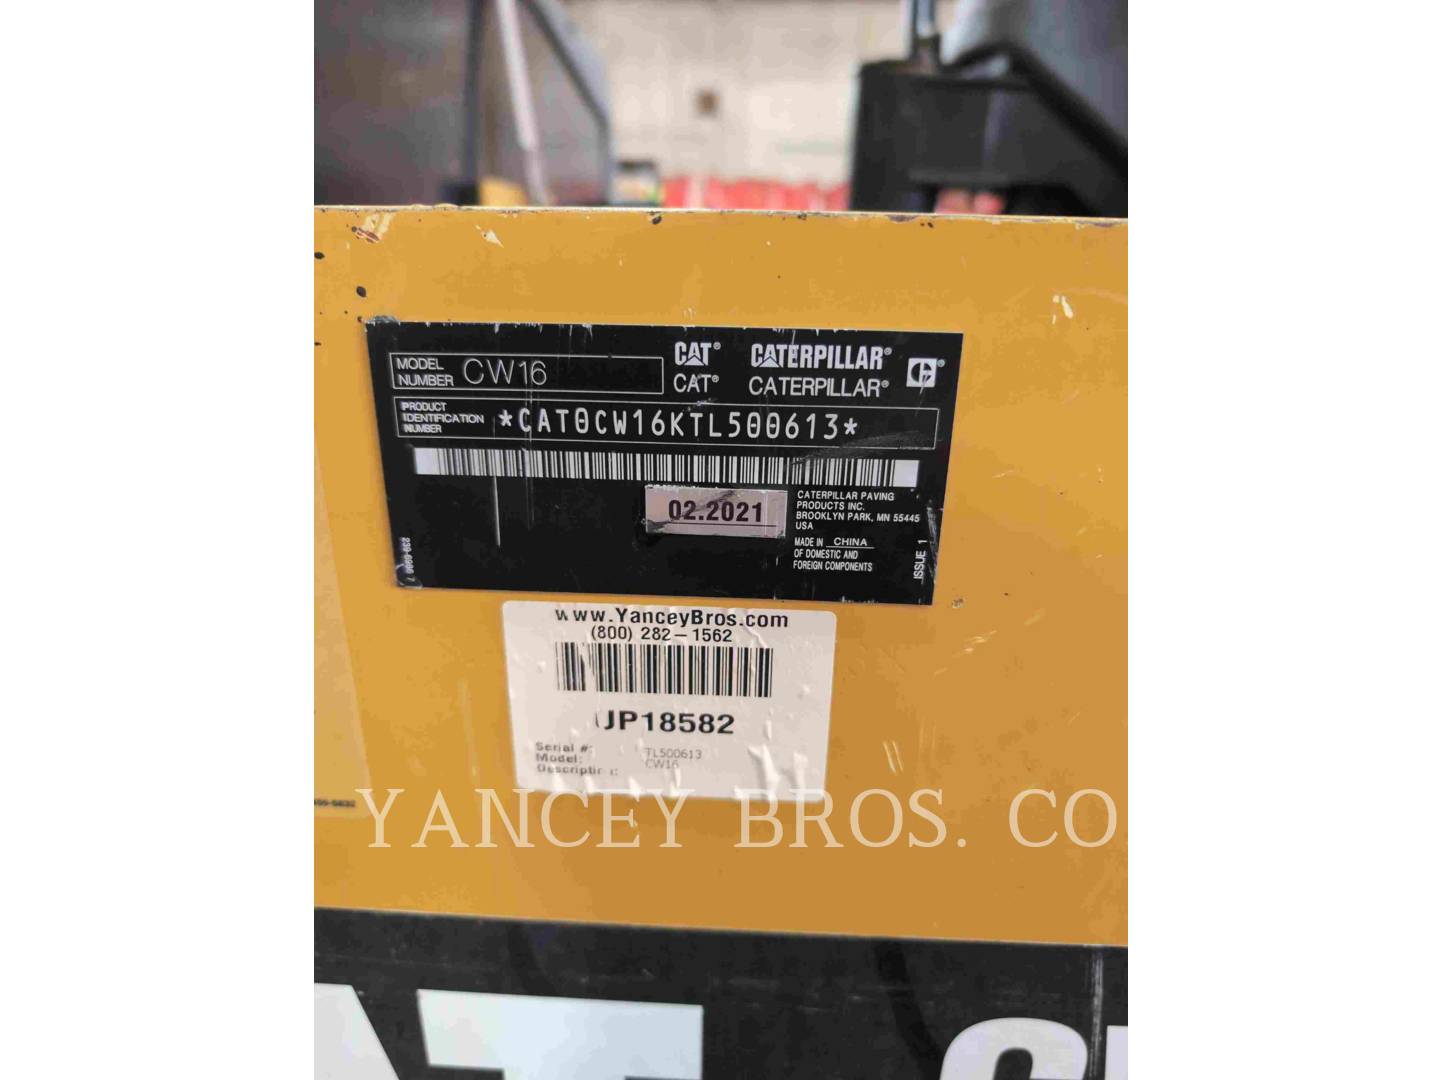 MODEL NUMBER CW16
CAT® CATERPILLAR®
CAT® CATERPILLAR®
PRODUCT IDENTIFICATION NUMBER *CAT0CW16KTL500613*
02.2021
CATERPILLAR PAVING
PRODUCTS INC.
BROOKLYN PARK, MN 55445
USA
MADE IN CHINA
OF DOMESTIC AND
FOREIGN COMPONENTS
ISSUE 1
www.YanceyBros.com
(800) 282-1562
UP18582
Serial #: TL500613
Model: CW16
Description:
YANCEY BROS. CO